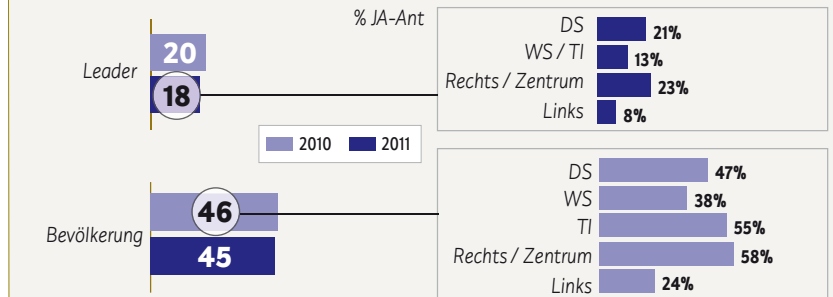 % JA-Ant
Leader
20
18
DS 21%
WS / TI 13%
Rechts / Zentrum 23%
Links 8%
2010 2011
Bevölkerung
46
45
DS 47%
WS 38%
TI 55%
Rechts / Zentrum 58%
Links 24%